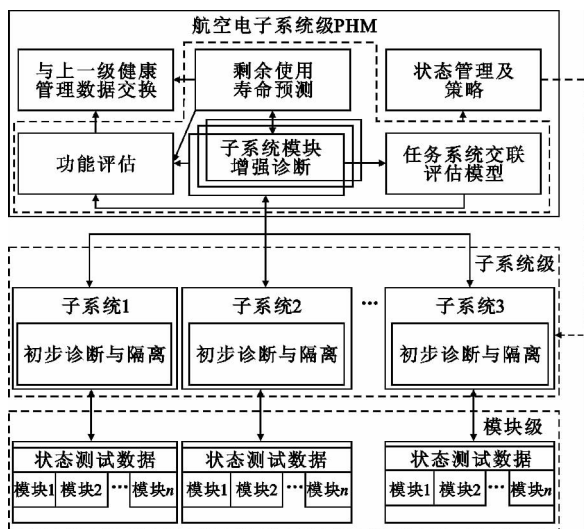 航空电子系统级PHM
与上一级健康
管理数据交换
剩余使用
寿命预测
状态管理及
策略
功能评估
子系统模块
增强诊断
任务系统交联
评估模型
子系统级
子系统1
初步诊断与隔离
子系统2
初步诊断与隔离
…
子系统3
初步诊断与隔离
模块级
状态测试数据
模块1 模块2 … 模块n
状态测试数据
模块1 模块2 … 模块n
状态测试数据
模块1 模块2 … 模块n